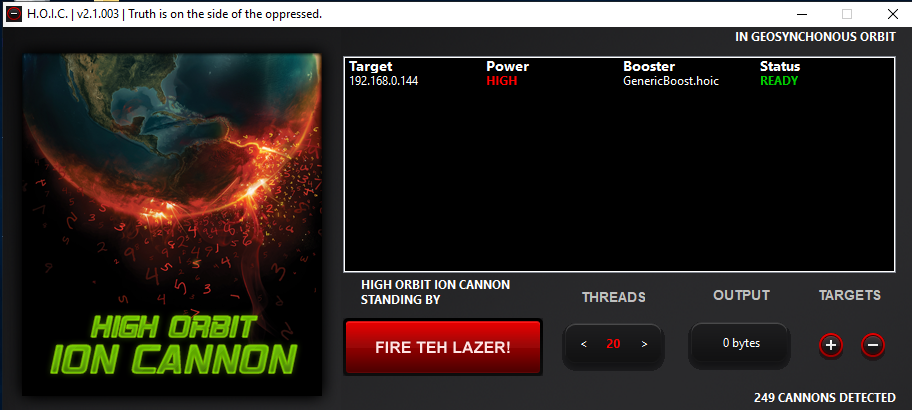 H.O.I.C. | v2.1.003 | Truth is on the side of the oppressed.
IN GEOSYNCHONOUS ORBIT
Target Power Booster Status
192.168.0.144 HIGH GenericBoost.hoic READY
HIGH ORBIT
ION CANNON
HIGH ORBIT ION CANNON
STANDING BY
THREADS OUTPUT TARGETS
FIRE TEH LAZER! < 20 > 0 bytes + −
249 CANNONS DETECTED